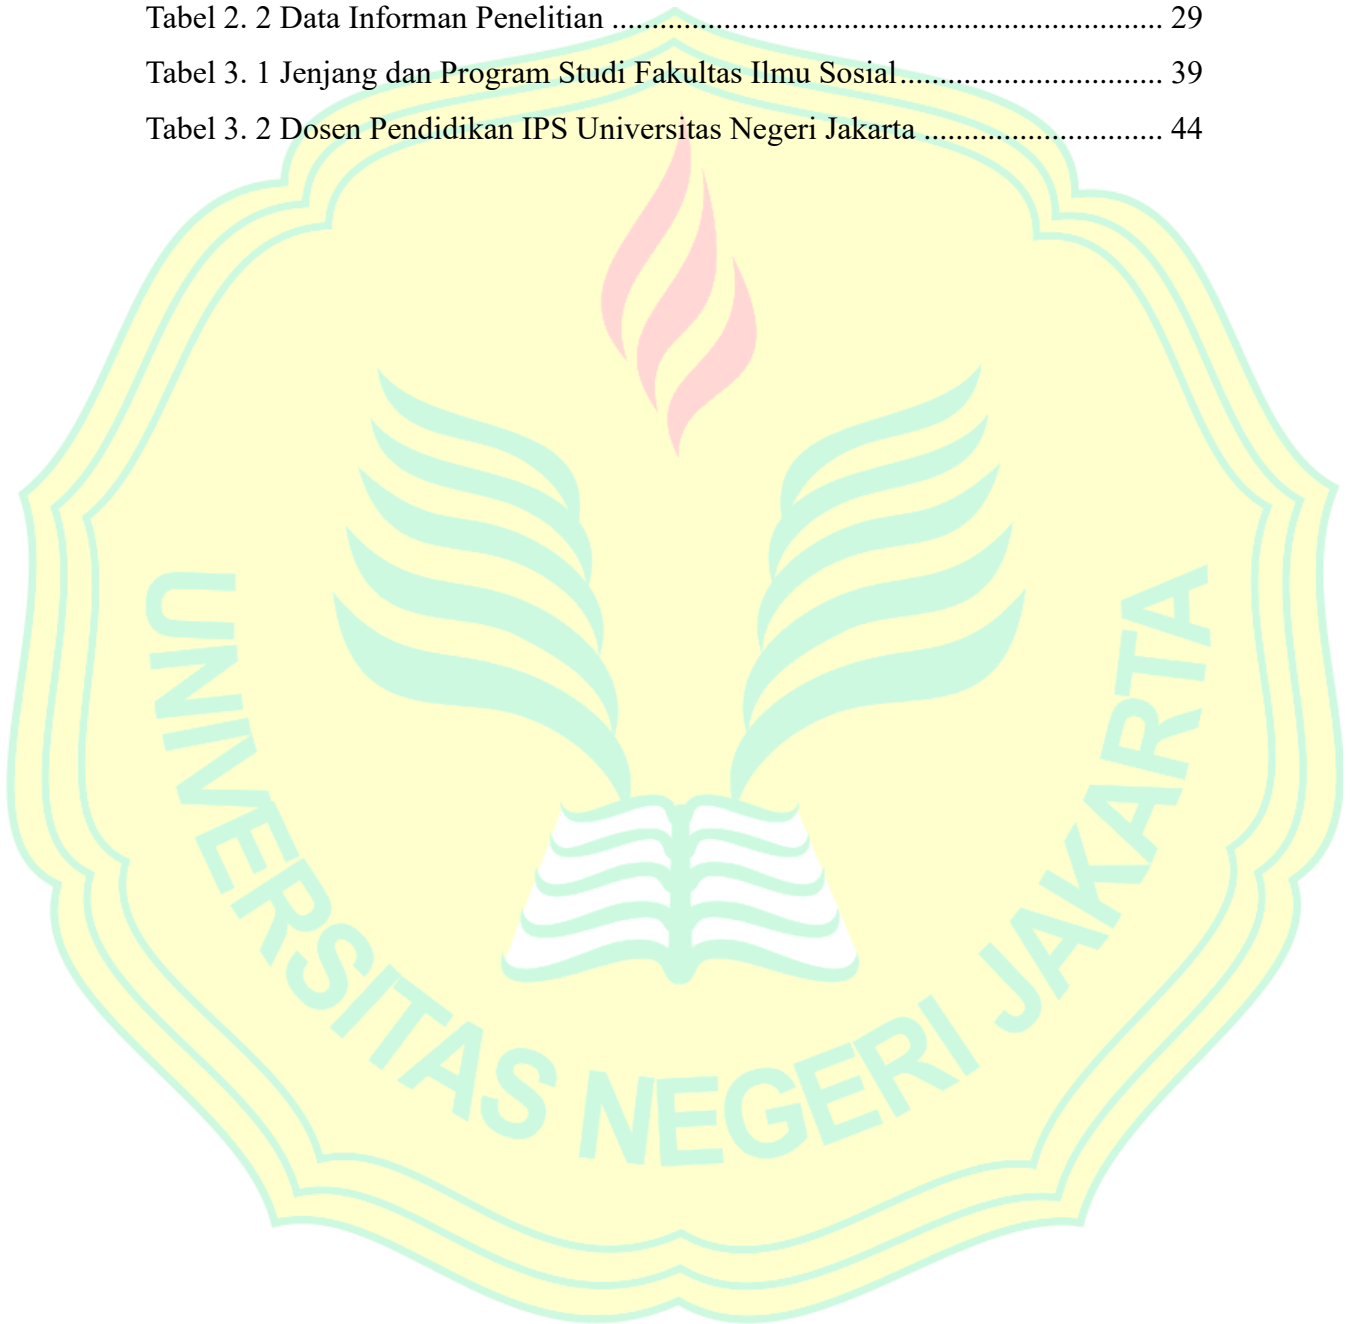 Tabel 2. 2 Data Informan Penelitian ...................................................................... 29
Tabel 3. 1 Jenjang dan Program Studi Fakultas Ilmu Sosial................................. 39
Tabel 3. 2 Dosen Pendidikan IPS Universitas Negeri Jakarta .............................. 44
UNIVERSITAS NEGERI JAKARTA